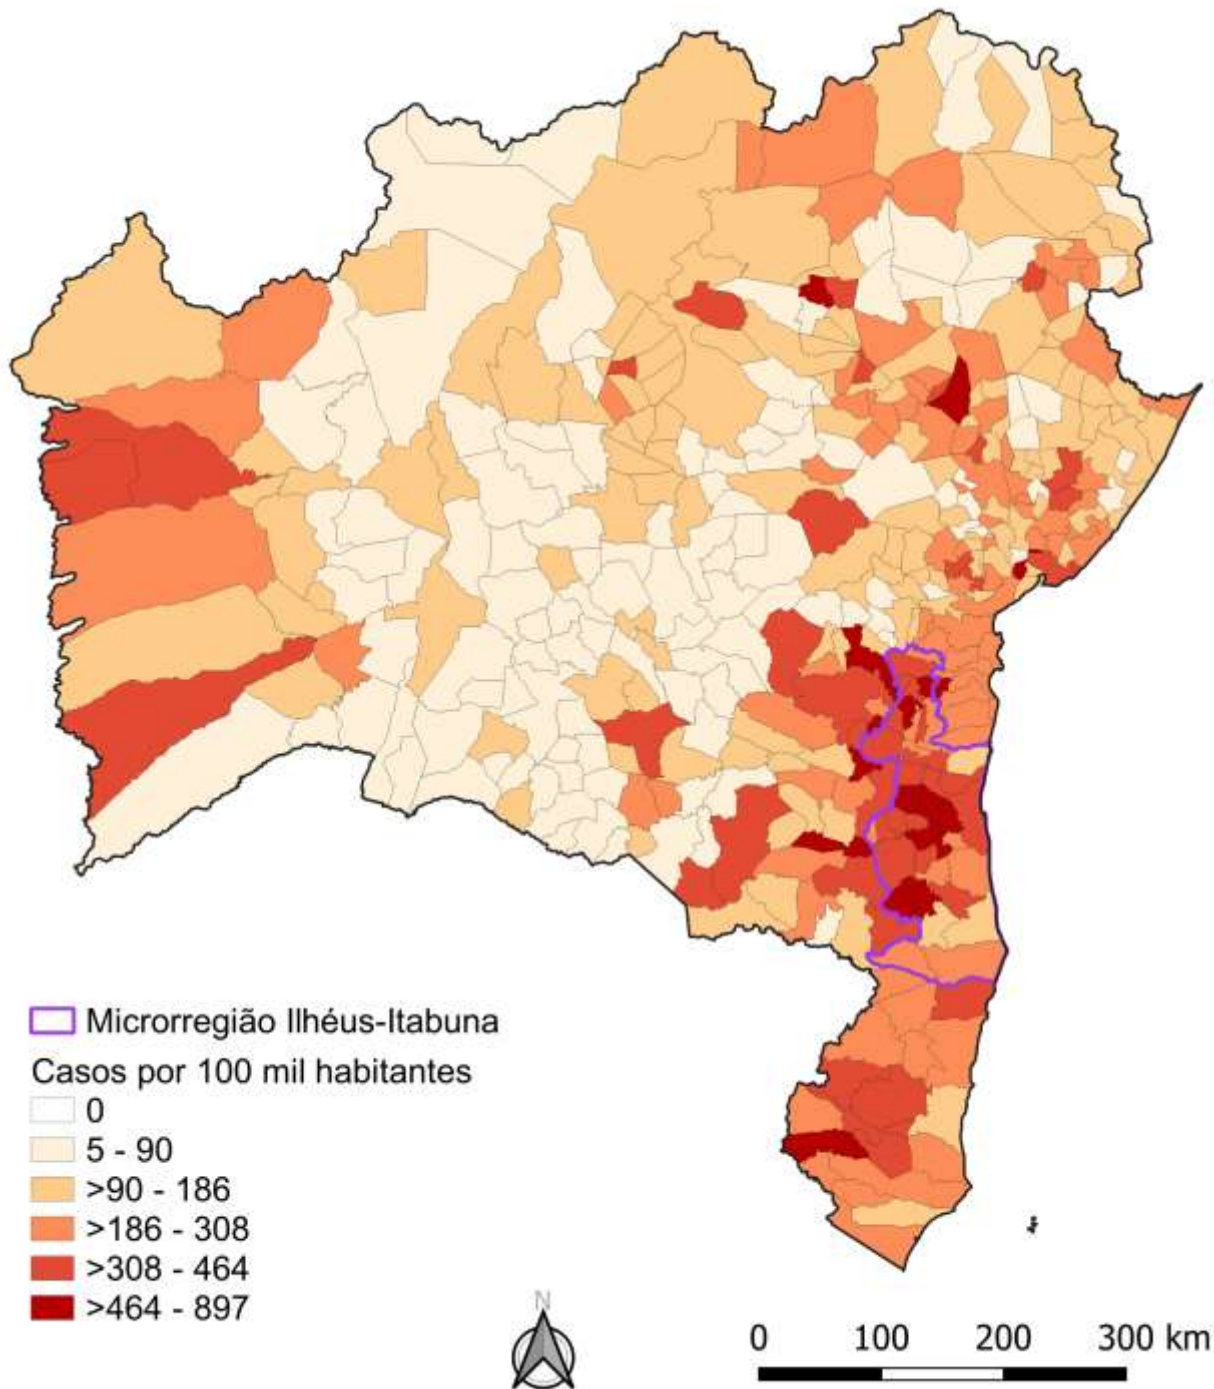 Microrregião Ilhéus-Itabuna
Casos por 100 mil habitantes
0
5 - 90
>90 - 186
>186 - 308
>308 - 464
>464 - 897
N
0 100 200 300 km